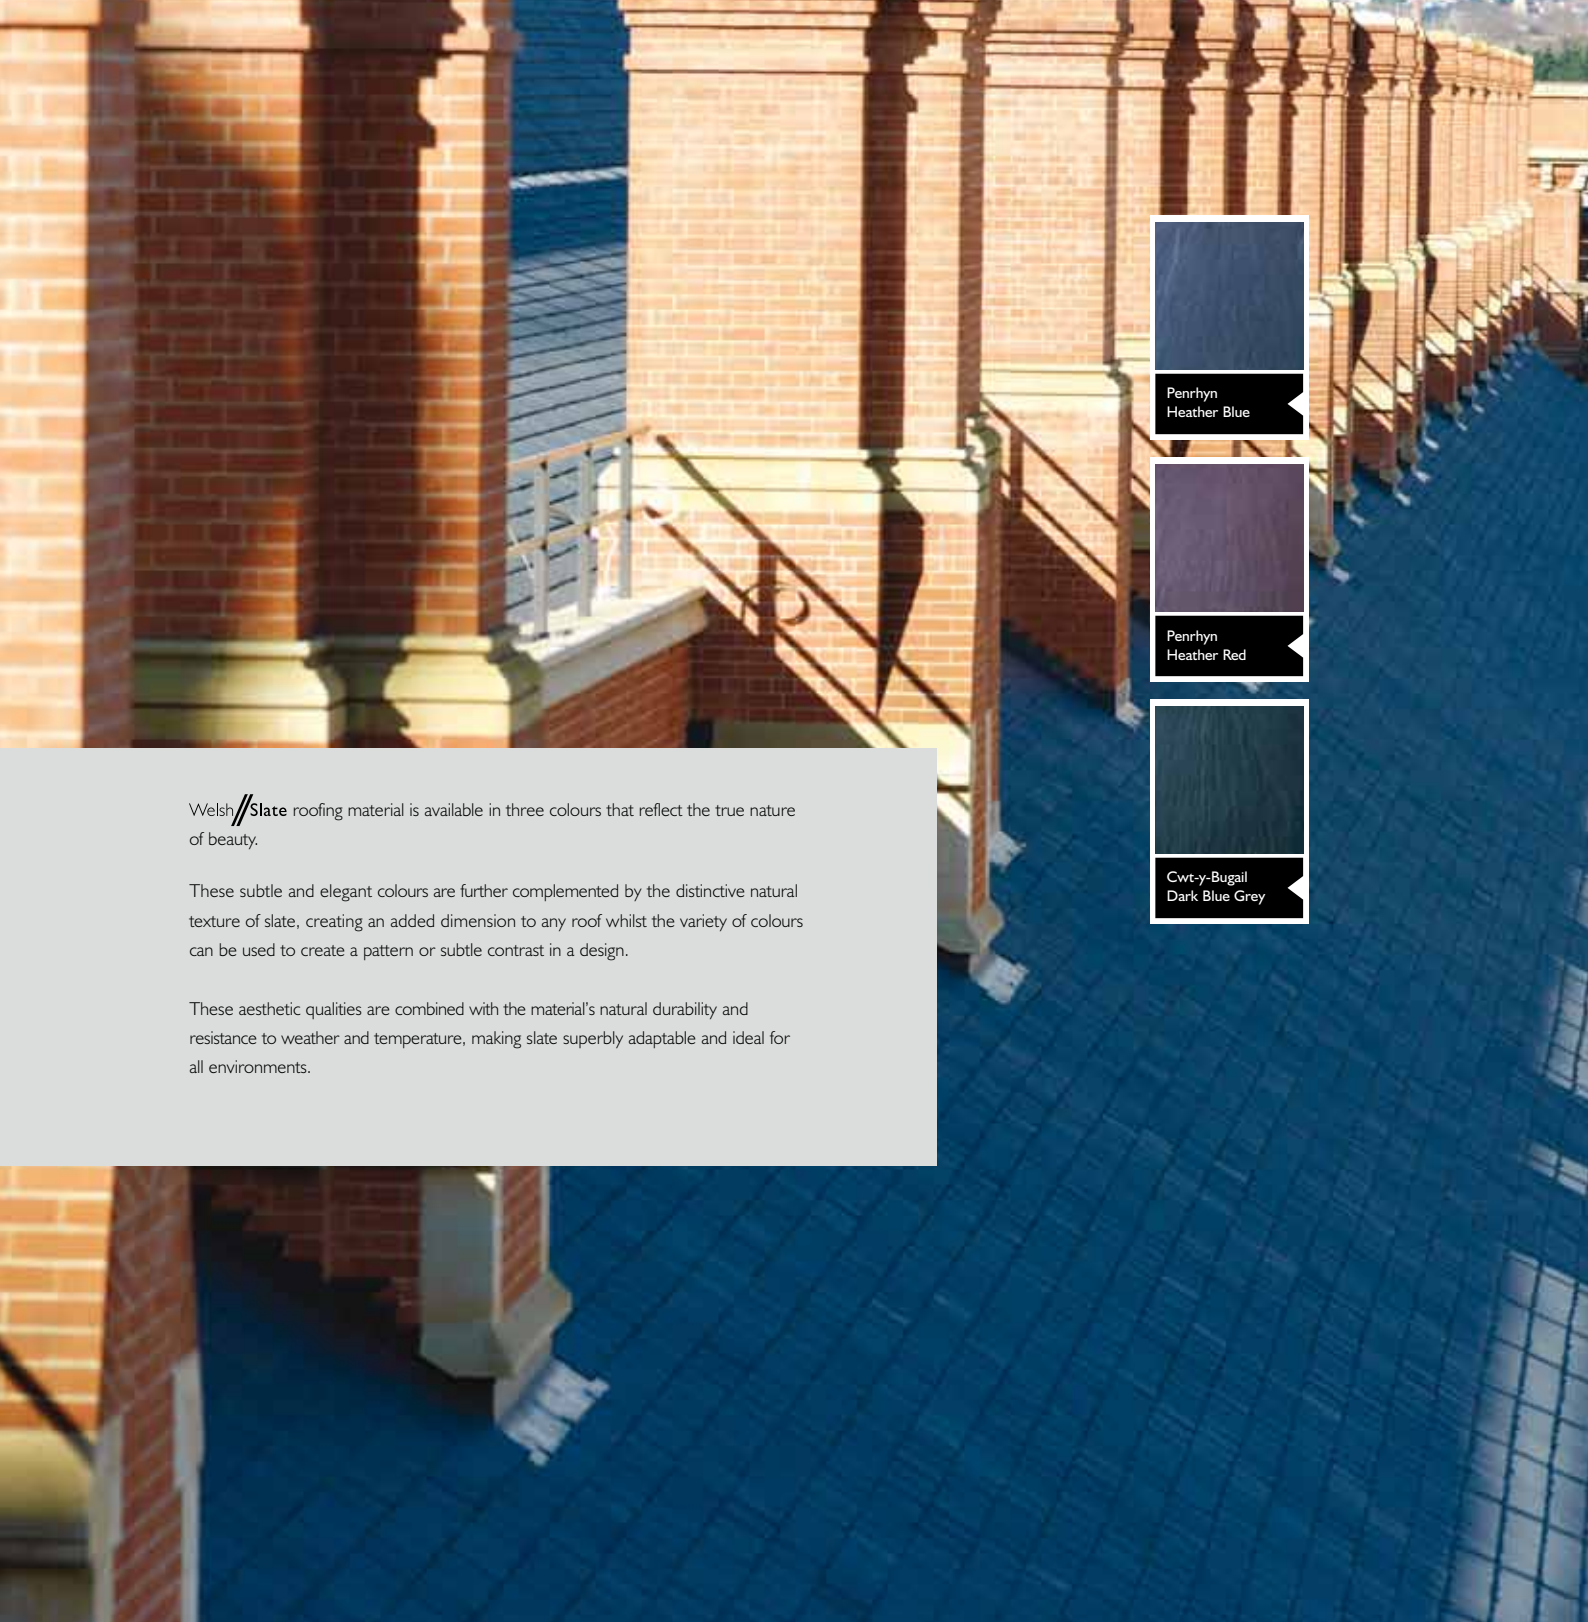 Penrhyn
Heather Blue
Penrhyn
Heather Red
Cwt-y-Bugail
Dark Blue Grey
Welsh//Slate roofing material is available in three colours that reflect the true nature
of beauty.
These subtle and elegant colours are further complemented by the distinctive natural
texture of slate, creating an added dimension to any roof whilst the variety of colours
can be used to create a pattern or subtle contrast in a design.
These aesthetic qualities are combined with the material's natural durability and
resistance to weather and temperature, making slate superbly adaptable and ideal for
all environments.